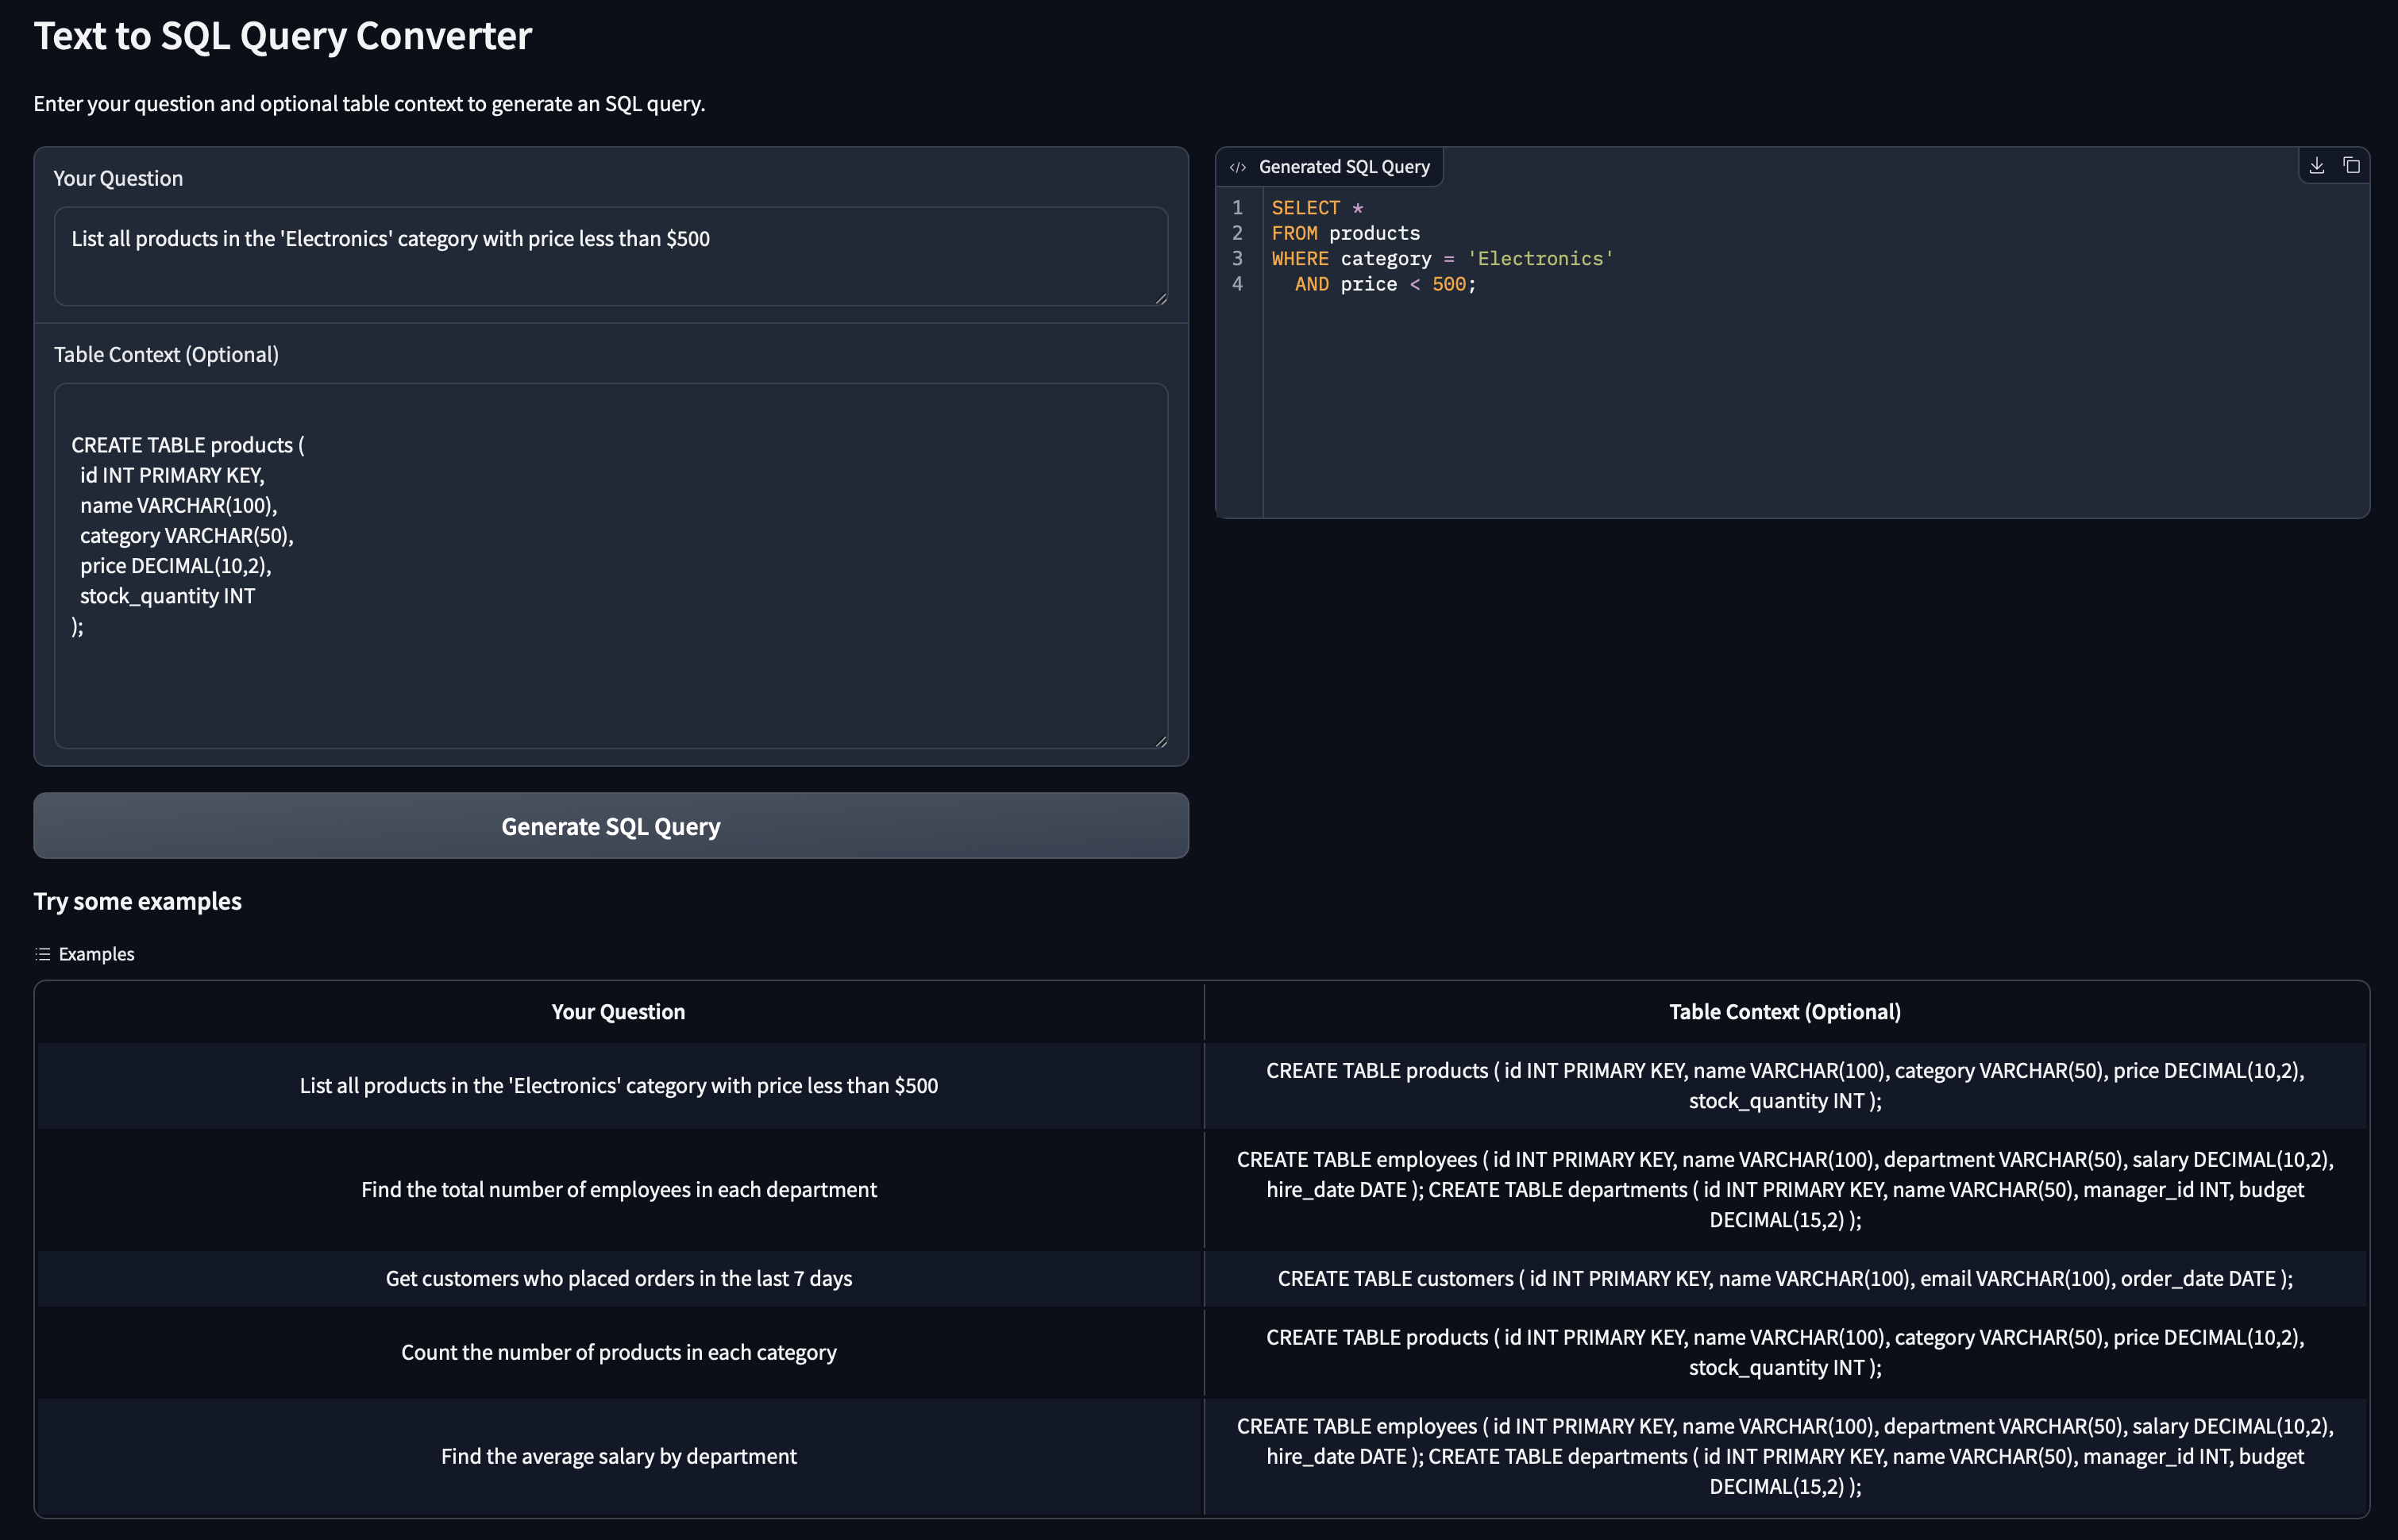 Text to SQL Query Converter
Enter your question and optional table context to generate an SQL query.
Your Question
List all products in the 'Electronics' category with price less than $500
Table Context (Optional)
CREATE TABLE products (
  id INT PRIMARY KEY,
  name VARCHAR(100),
  category VARCHAR(50),
  price DECIMAL(10,2),
  stock_quantity INT
);
Generate SQL Query
</> Generated SQL Query
1 SELECT *
2 FROM products
3 WHERE category = 'Electronics'
4   AND price < 500;
Try some examples
Examples
Your Question
Table Context (Optional)
List all products in the 'Electronics' category with price less than $500
CREATE TABLE products ( id INT PRIMARY KEY, name VARCHAR(100), category VARCHAR(50), price DECIMAL(10,2),
stock_quantity INT );
Find the total number of employees in each department
CREATE TABLE employees ( id INT PRIMARY KEY, name VARCHAR(100), department VARCHAR(50), salary DECIMAL(10,2),
hire_date DATE ); CREATE TABLE departments ( id INT PRIMARY KEY, name VARCHAR(50), manager_id INT, budget
DECIMAL(15,2) );
Get customers who placed orders in the last 7 days
CREATE TABLE customers ( id INT PRIMARY KEY, name VARCHAR(100), email VARCHAR(100), order_date DATE );
Count the number of products in each category
CREATE TABLE products ( id INT PRIMARY KEY, name VARCHAR(100), category VARCHAR(50), price DECIMAL(10,2),
stock_quantity INT );
Find the average salary by department
CREATE TABLE employees ( id INT PRIMARY KEY, name VARCHAR(100), department VARCHAR(50), salary DECIMAL(10,2),
hire_date DATE ); CREATE TABLE departments ( id INT PRIMARY KEY, name VARCHAR(50), manager_id INT, budget
DECIMAL(15,2) );